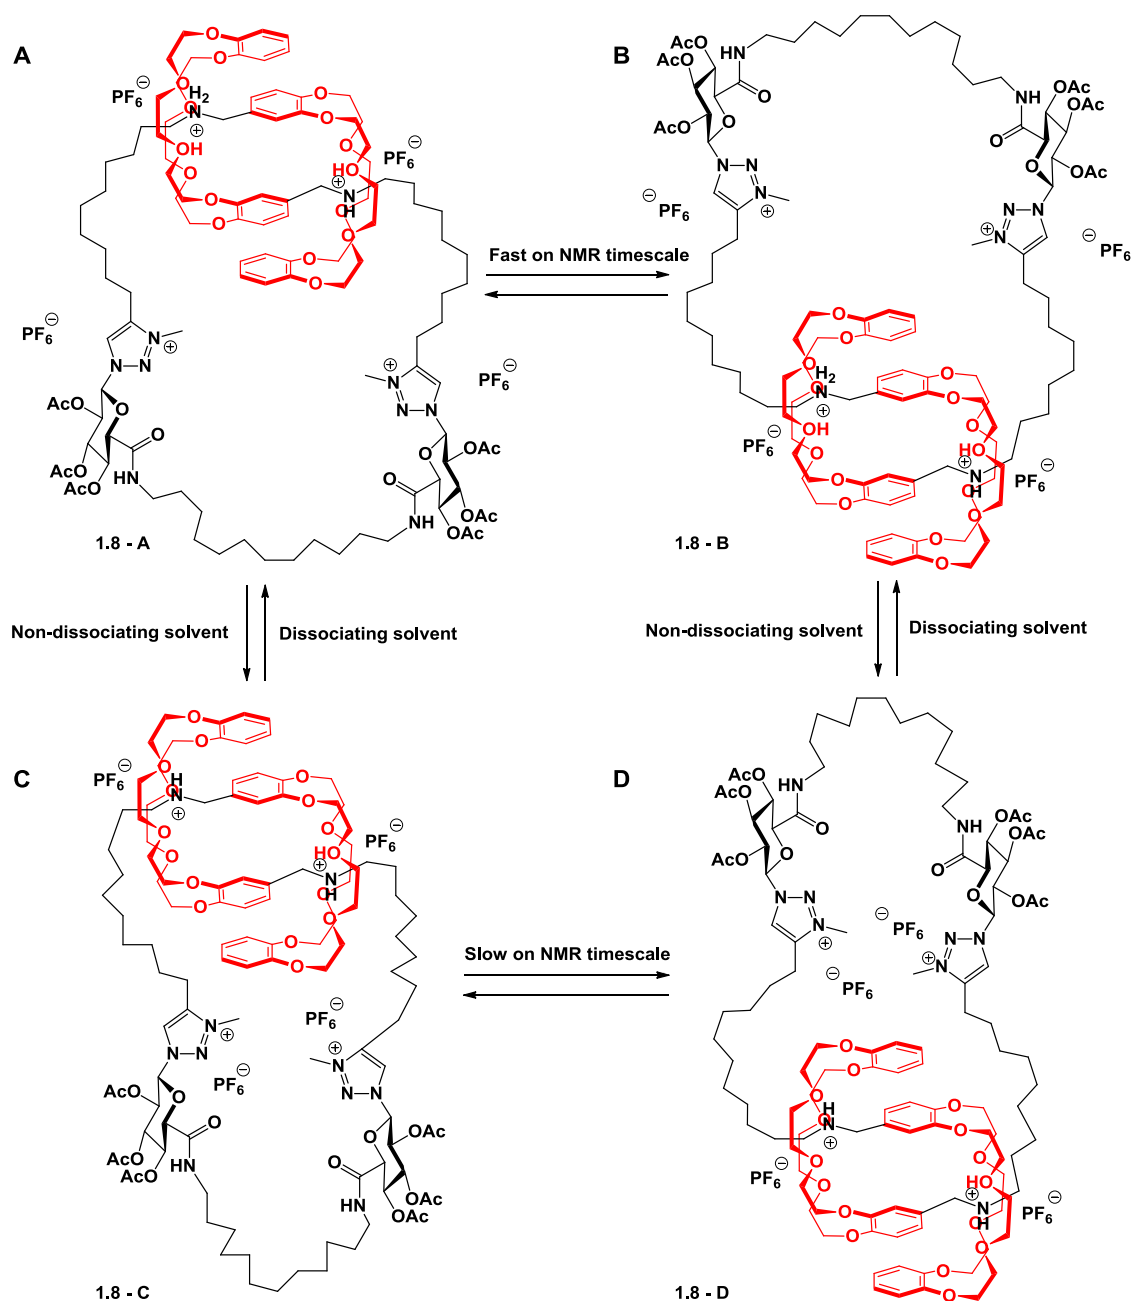 A
B
O
O
O
O
O
O
O
O
O
OH
HO
O
O
O
O
O
O
O
O
O
PF6 ⊖
H2
N
⊕
PF6 ⊖
⊕
N
H
PF6 ⊖
N
N
N
⊕
AcO
AcO
AcO
O
O
NH
⊕
N
N
N
PF6 ⊖
O
O
NH
OAc
OAc
OAc
1.8 - A
Fast on NMR timescale
AcO
AcO
AcO
HN
O
O
N
N
N
⊕
⊖
PF6
NH
O
O
OAc
OAc
OAc
N
N
N
⊕
⊖
PF6
O
O
O
O
H2
N
⊕
PF6 ⊖
OH
HO
⊕
N
H
PF6 ⊖
O
O
O
O
O
O
1.8 - B
Non-dissociating solvent
Dissociating solvent
Non-dissociating solvent
Dissociating solvent
C
D
O
O
O
O
PF6 ⊖
H
N
⊕
O
O
O
O
HO
PF6 ⊖
⊕
N
H
O
O
O
O
N
N
N
⊕
PF6 ⊖
PF6 ⊖
⊕
N
N
N
AcO
AcO
AcO
O
O
NH
O
O
NH
OAc
OAc
OAc
1.8 - C
Slow on NMR timescale
AcO
AcO
AcO
HN
O
O
N
N
N
⊕
⊖
PF6
⊖
PF6
NH
O
O
OAc
OAc
OAc
N
N
N
⊕
O
O
O
O
H
N
⊕
PF6 ⊖
O
O
O
O
HO
⊕
N
H
PF6 ⊖
O
O
O
O
1.8 - D